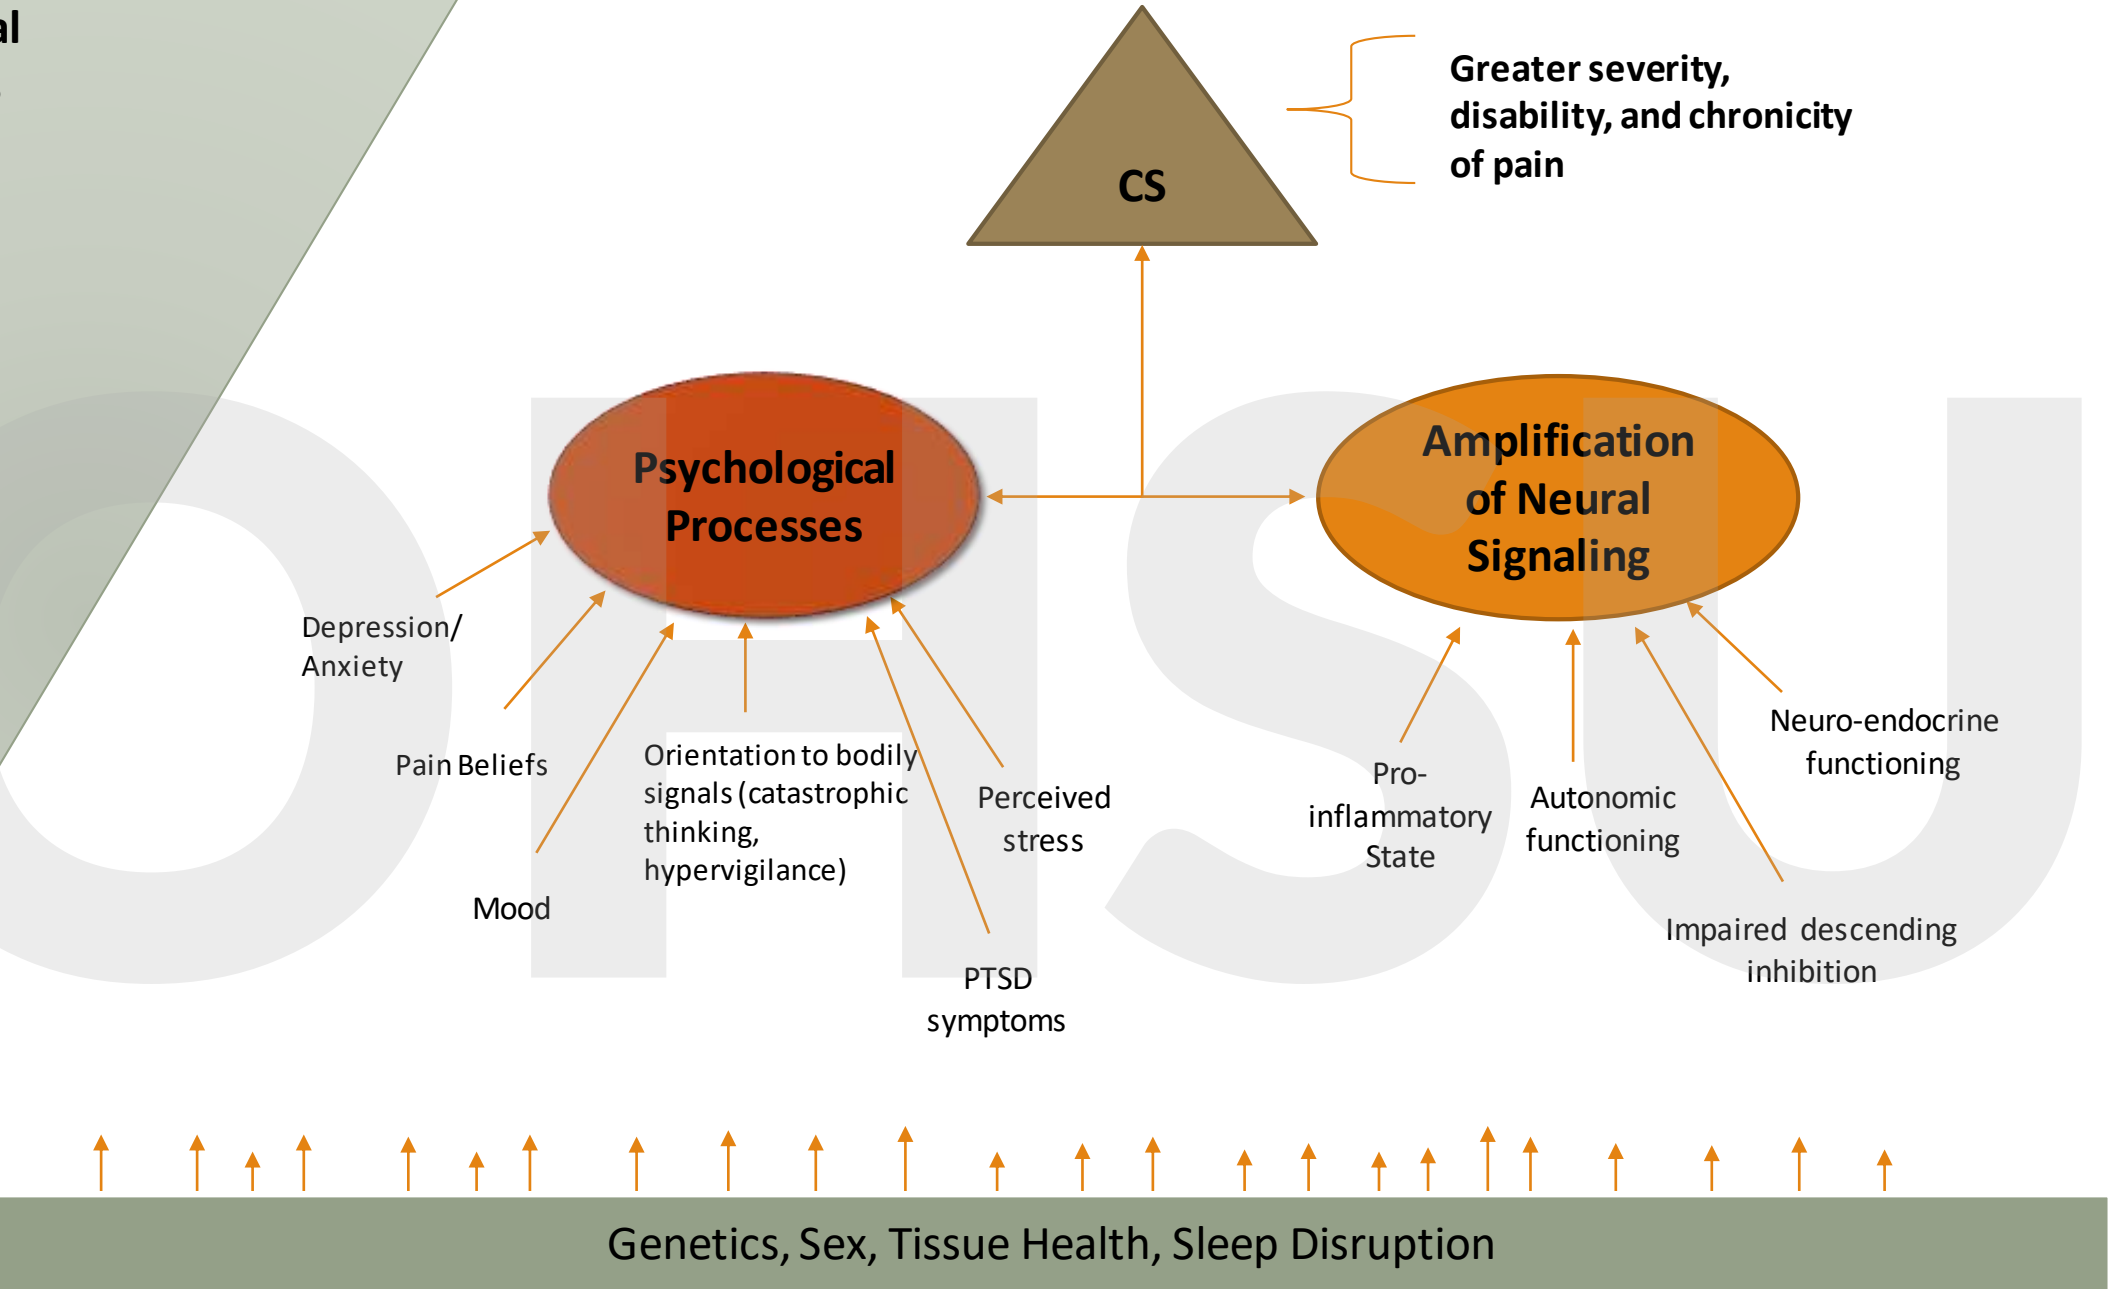 al
Greater severity,
disability, and chronicity
of pain
CS
Psychological
Processes
Amplification
of Neural
Signaling
Depression/
Anxiety
Pain Beliefs
Mood
Orientation to bodily
signals (catastrophic
thinking,
hypervigilance)
Perceived
stress
PTSD
symptoms
Pro-
inflammatory
State
Autonomic
functioning
Neuro-endocrine
functioning
Impaired descending
inhibition
OHSU
Genetics, Sex, Tissue Health, Sleep Disruption